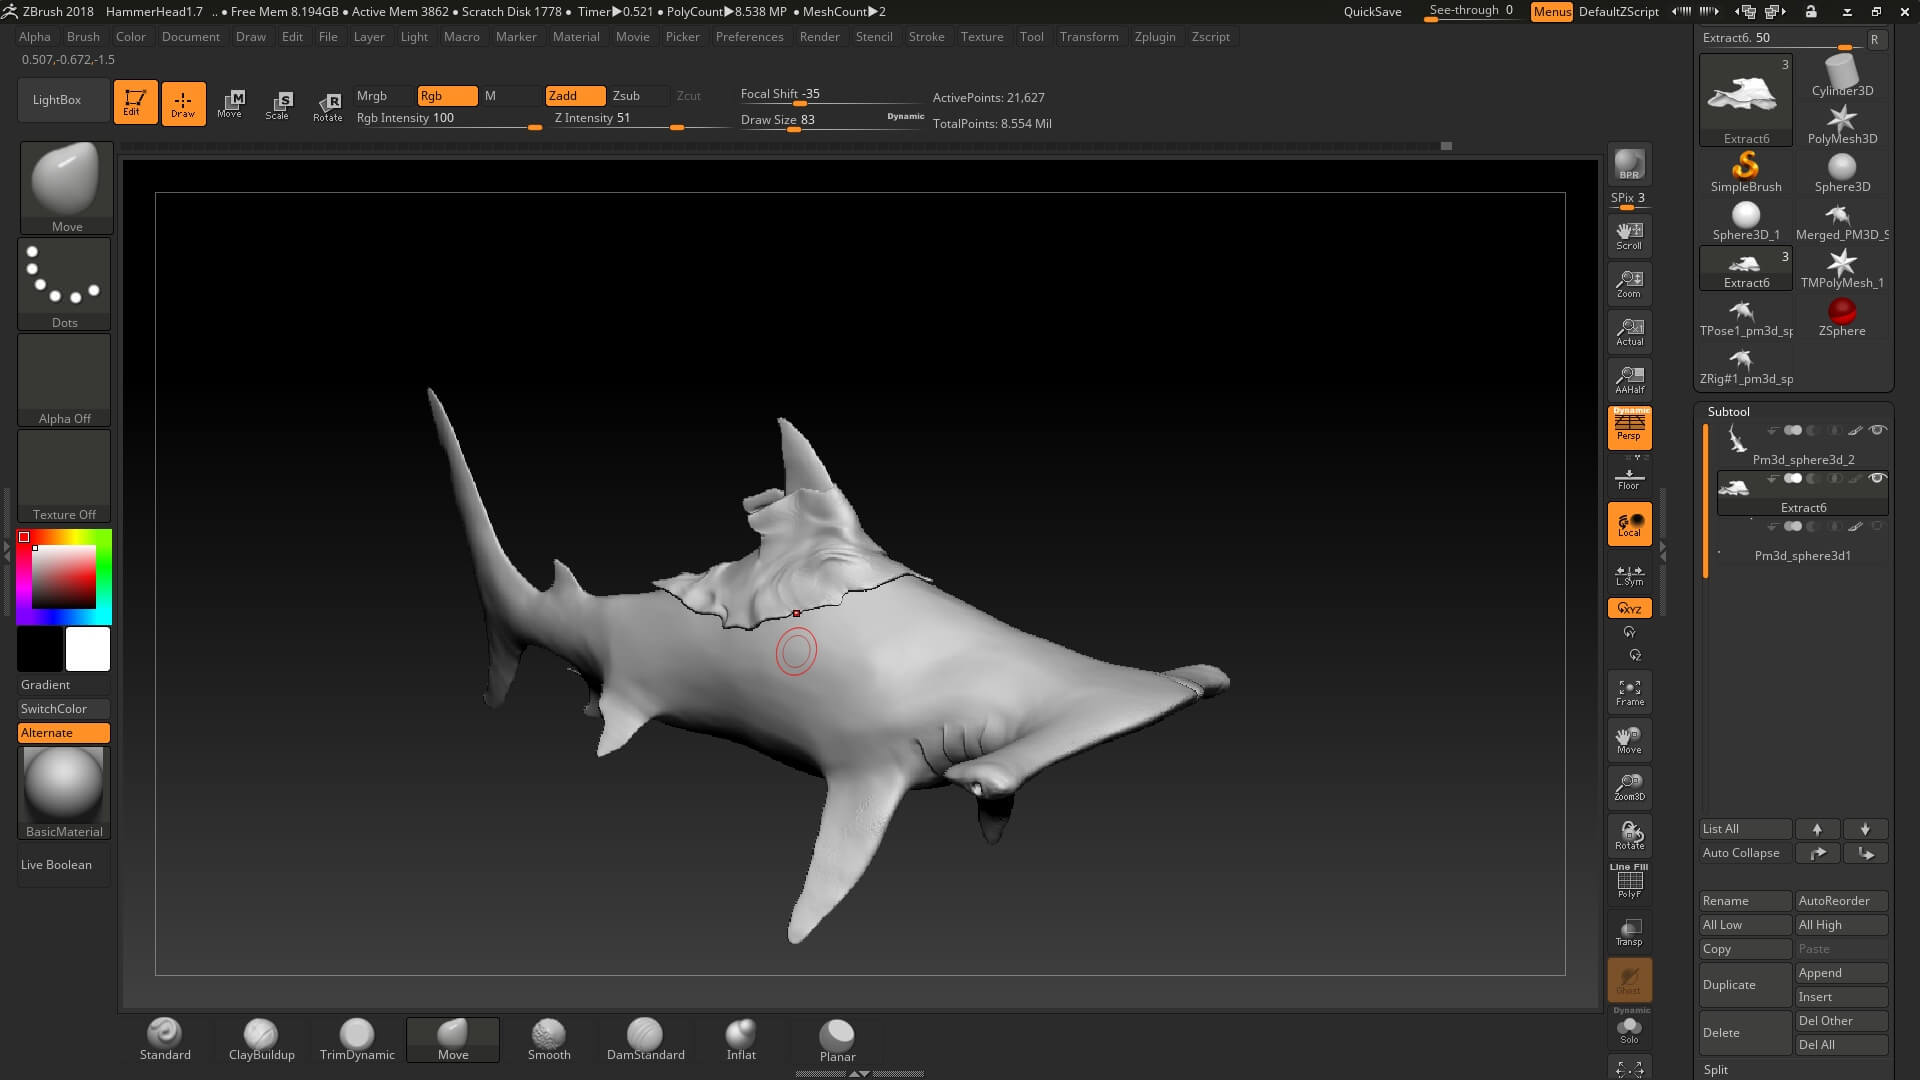 ZBrush 2018 HammerHead1.7 .. • Free Mem 8.194GB • Active Mem 3862 • Scratch Disk 1778 • Timer▶0.521 • PolyCount▶8.538 MP • MeshCount▶2 QuickSave See-through 0 Menus DefaultZScript
Alpha Brush Color Document Draw Edit File Layer Light Macro Marker Material Movie Picker Preferences Render Stencil Stroke Texture Tool Transform Zplugin Zscript
0.507,-0.672,-1.5
LightBox
Edit
Draw
M
Move
S
Scale
R
Rotate
Mrgb Rgb M Zadd Zsub Zcut
Rgb Intensity 100 Z Intensity 51
Focal Shift -35
Draw Size 83 Dynamic
ActivePoints: 21,627
TotalPoints: 8.554 Mil
Move
Dots
Alpha Off
Texture Off
Gradient
SwitchColor
Alternate
BasicMaterial
Live Boolean
Standard ClayBuildup TrimDynamic Move Smooth DamStandard Inflat Planar
BPR
SPix 3
Scroll
Zoom
Actual
AAHalf
Dynamic
Persp
Floor
Local
L.Sym
XYZ
Y
Z
Frame
Move
Zoom3D
Rotate
Line Fill
PolyF
Transp
Ghost
Dynamic
Solo
Extract6. 50 R
3
Extract6
Cylinder3D
PolyMesh3D
SimpleBrush Sphere3D
Sphere3D_1 Merged_PM3D_S
3
Extract6 TMPolyMesh_1
TPose1_pm3d_sp ZSphere
ZRig#1_pm3d_sp
Subtool
Pm3d_sphere3d_2
Extract6
Pm3d_sphere3d1
List All
Auto Collapse
Rename AutoReorder
All Low All High
Copy Paste
Duplicate Append
Insert
Delete Del Other
Del All
Split